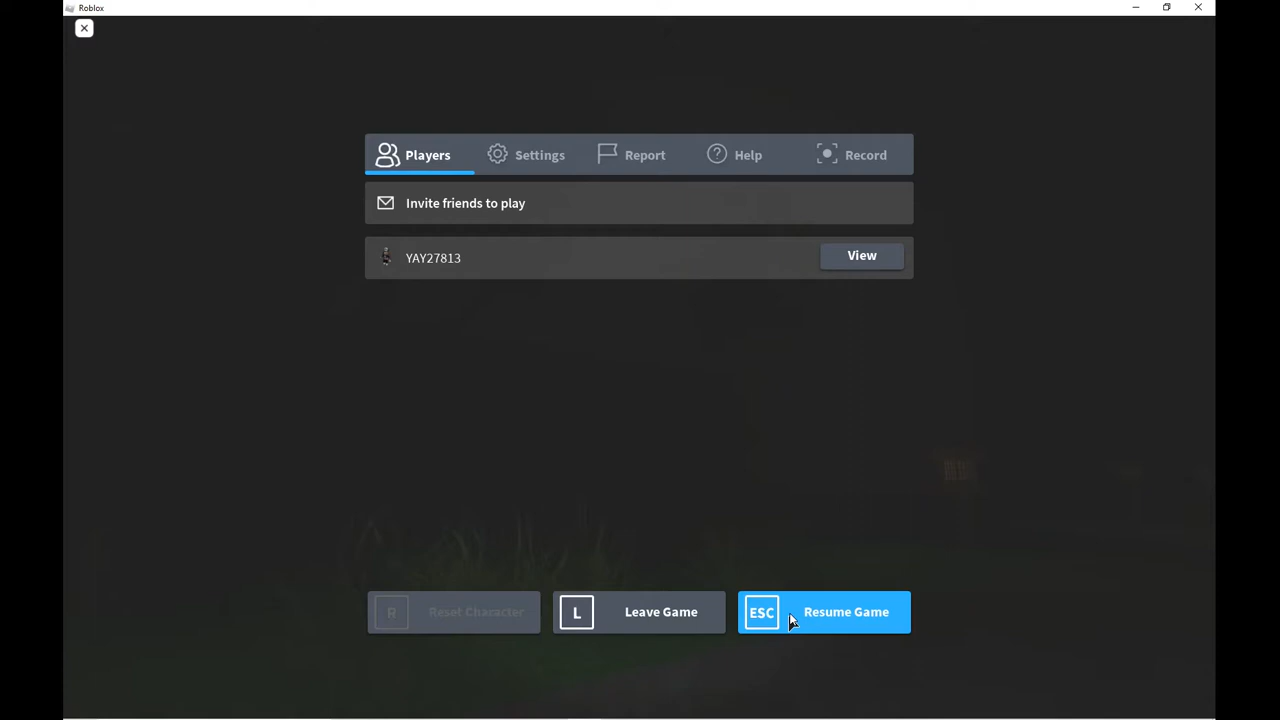 Roblox
Players Settings Report Help Record
Invite friends to play
YAY27813 View
R Reset Character L Leave Game ESC Resume Game